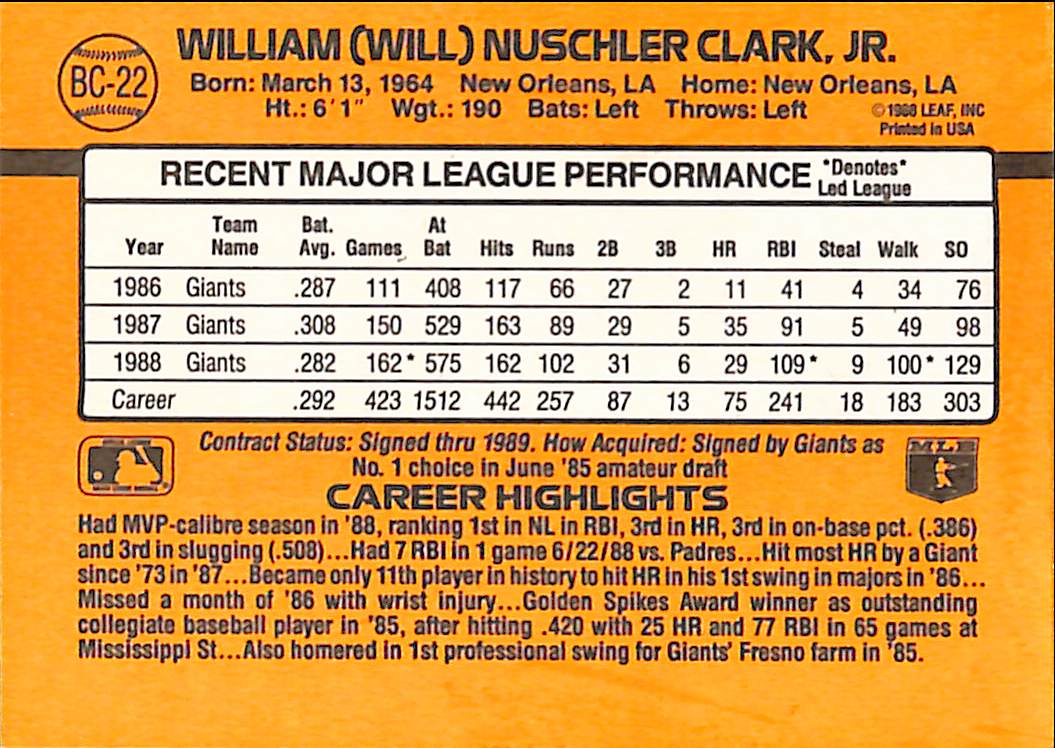 BC-22
WILLIAM (WILL) NUSCHLER CLARK, JR.
Born: March 13, 1964 New Orleans, LA Home: New Orleans, LA
Ht.: 6'1" Wgt.: 190 Bats: Left Throws: Left
©1988 LEAF, INC
Printed in USA
RECENT MAJOR LEAGUE PERFORMANCE *Denotes* Led League
Year Team Name Bat. Avg. Games At Bat Hits Runs 2B 3B HR RBI Steal Walk SO
1986 Giants .287 111 408 117 66 27 2 11 41 4 34 76
1987 Giants .308 150 529 163 89 29 5 35 91 5 49 98
1988 Giants .282 162* 575 162 102 31 6 29 109* 9 100* 129
Career .292 423 1512 442 257 87 13 75 241 18 183 303
Contract Status: Signed thru 1989. How Acquired: Signed by Giants as
No. 1 choice in June '85 amateur draft
MLB
CAREER HIGHLIGHTS
Had MVP-calibre season in '88, ranking 1st in NL in RBI, 3rd in HR, 3rd in on-base pct. (.386)
and 3rd in slugging (.508)...Had 7 RBI in 1 game 6/22/88 vs. Padres...Hit most HR by a Giant
since '73 in '87...Became only 11th player in history to hit HR in his 1st swing in majors in '86...
Missed a month of '86 with wrist injury...Golden Spikes Award winner as outstanding
collegiate baseball player in '85, after hitting .420 with 25 HR and 77 RBI in 65 games at
Mississippi St...Also homered in 1st professional swing for Giants' Fresno farm in '85.